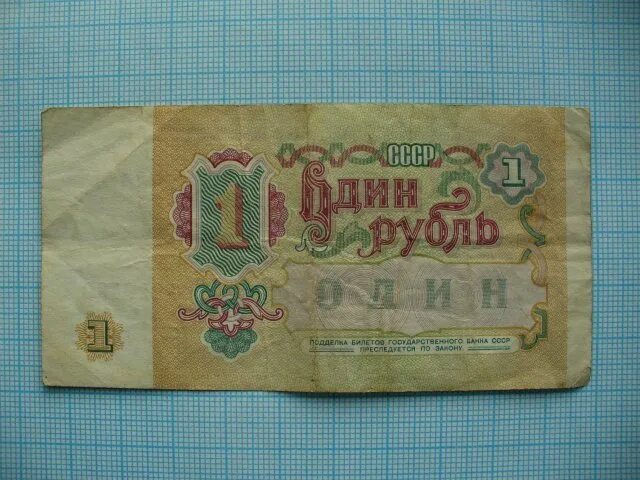 СССР
1
1
Один
рубль
ОДИН
1
ПОДДЕЛКА БИЛЕТОВ ГОСУДАРСТВЕННОГО БАНКА СССР
ПРЕСЛЕДУЕТСЯ ПО ЗАКОНУ.